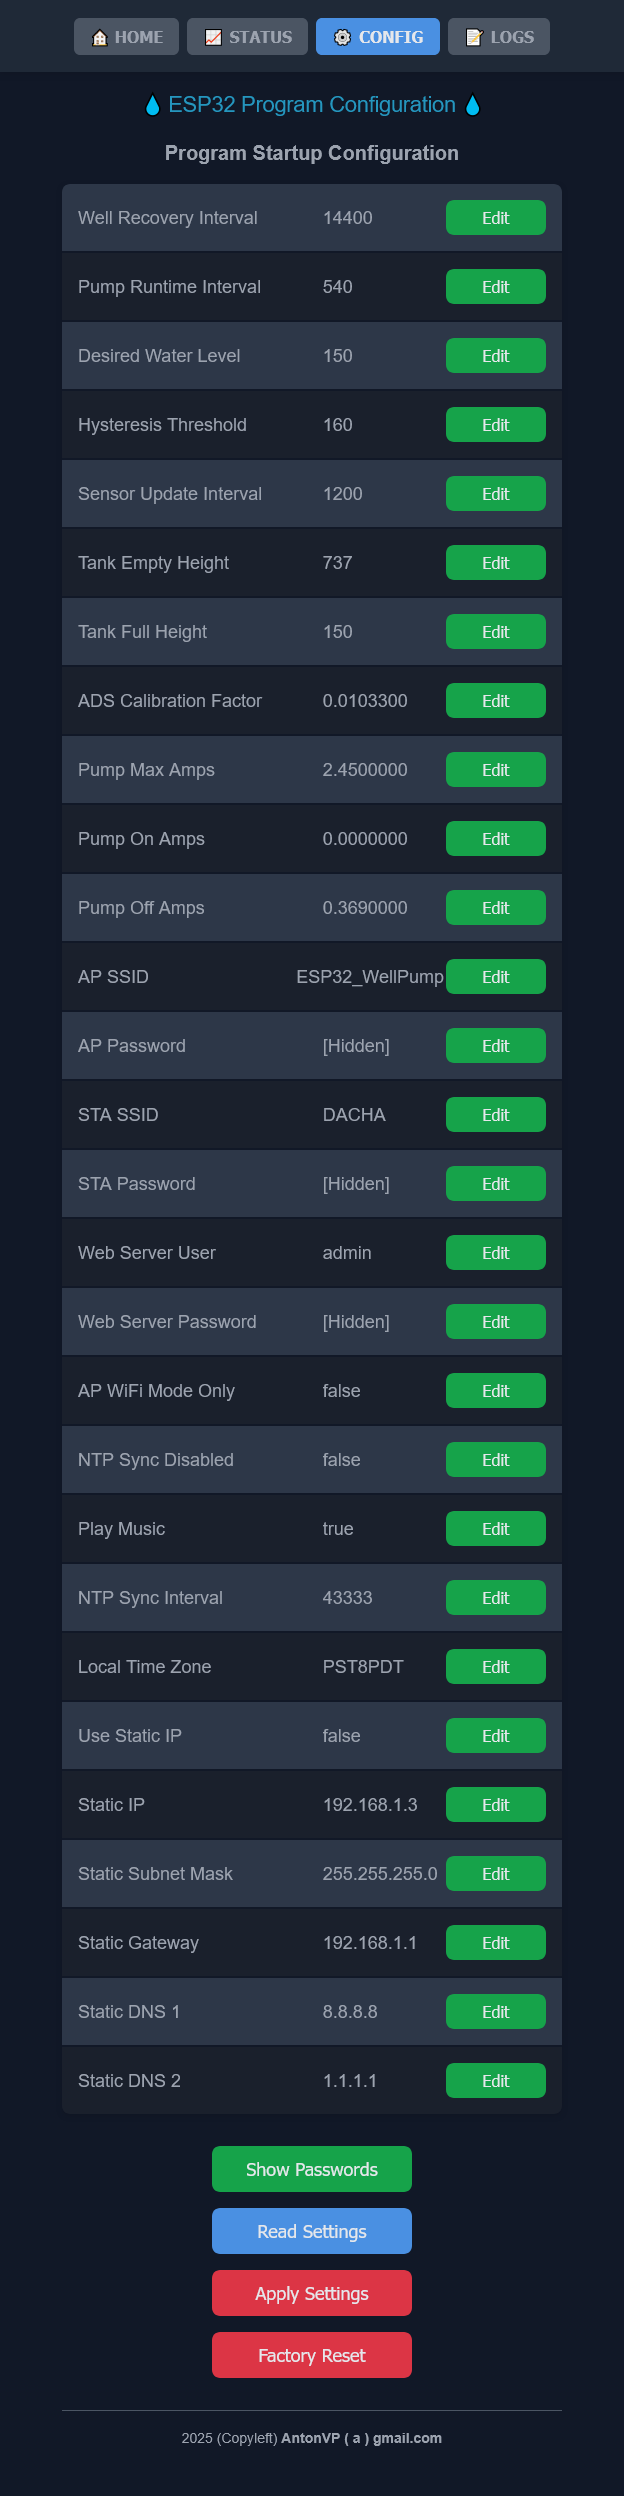 HOME STATUS CONFIG LOGS
ESP32 Program Configuration
Program Startup Configuration
Well Recovery Interval 14400 Edit
Pump Runtime Interval 540 Edit
Desired Water Level 150 Edit
Hysteresis Threshold 160 Edit
Sensor Update Interval 1200 Edit
Tank Empty Height 737 Edit
Tank Full Height 150 Edit
ADS Calibration Factor 0.0103300 Edit
Pump Max Amps 2.4500000 Edit
Pump On Amps 0.0000000 Edit
Pump Off Amps 0.3690000 Edit
AP SSID ESP32_WellPump Edit
AP Password [Hidden] Edit
STA SSID DACHA Edit
STA Password [Hidden] Edit
Web Server User admin Edit
Web Server Password [Hidden] Edit
AP WiFi Mode Only false Edit
NTP Sync Disabled false Edit
Play Music true Edit
NTP Sync Interval 43333 Edit
Local Time Zone PST8PDT Edit
Use Static IP false Edit
Static IP 192.168.1.3 Edit
Static Subnet Mask 255.255.255.0 Edit
Static Gateway 192.168.1.1 Edit
Static DNS 1 8.8.8.8 Edit
Static DNS 2 1.1.1.1 Edit
Show Passwords
Read Settings
Apply Settings
Factory Reset
2025 (Copyleft) AntonVP ( a ) gmail.com